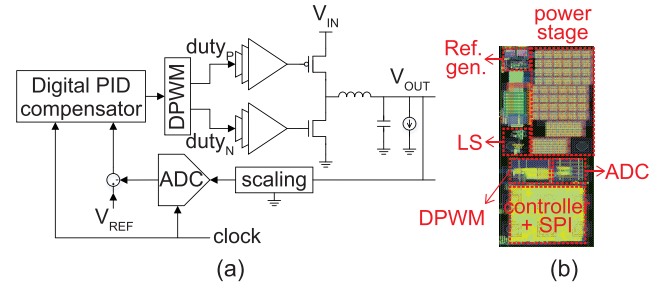 (a)
V_IN
duty_P
Digital PID
compensator
DPWM
V_OUT
duty_N
ADC
scaling
V_REF
clock
(a)
power
stage
Ref.
gen.
LS
ADC
DPWM
controller
+ SPI
(b)